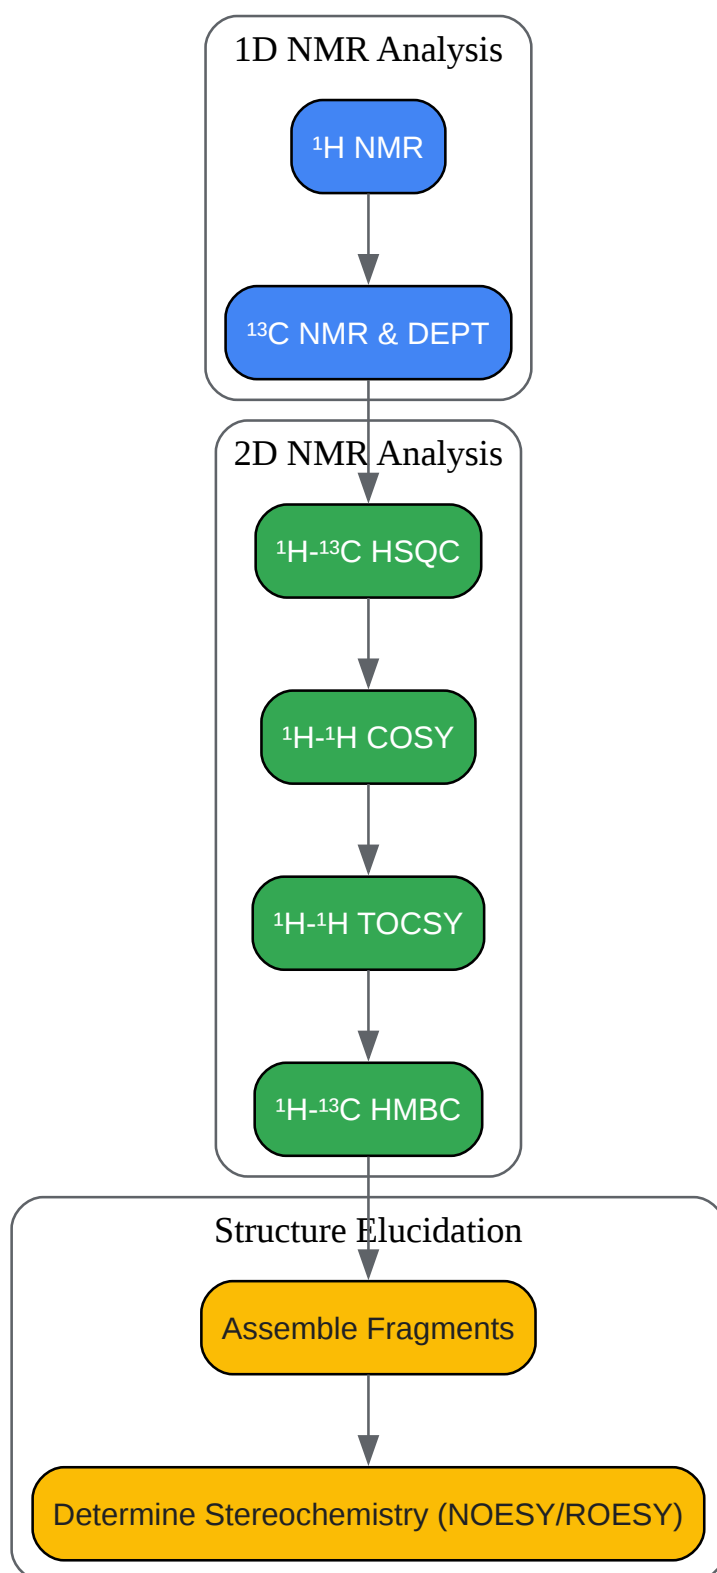 1D NMR Analysis
¹H NMR
¹³C NMR & DEPT
2D NMR Analysis
¹H-¹³C HSQC
¹H-¹H COSY
¹H-¹H TOCSY
¹H-¹³C HMBC
Structure Elucidation
Assemble Fragments
Determine Stereochemistry (NOESY/ROESY)